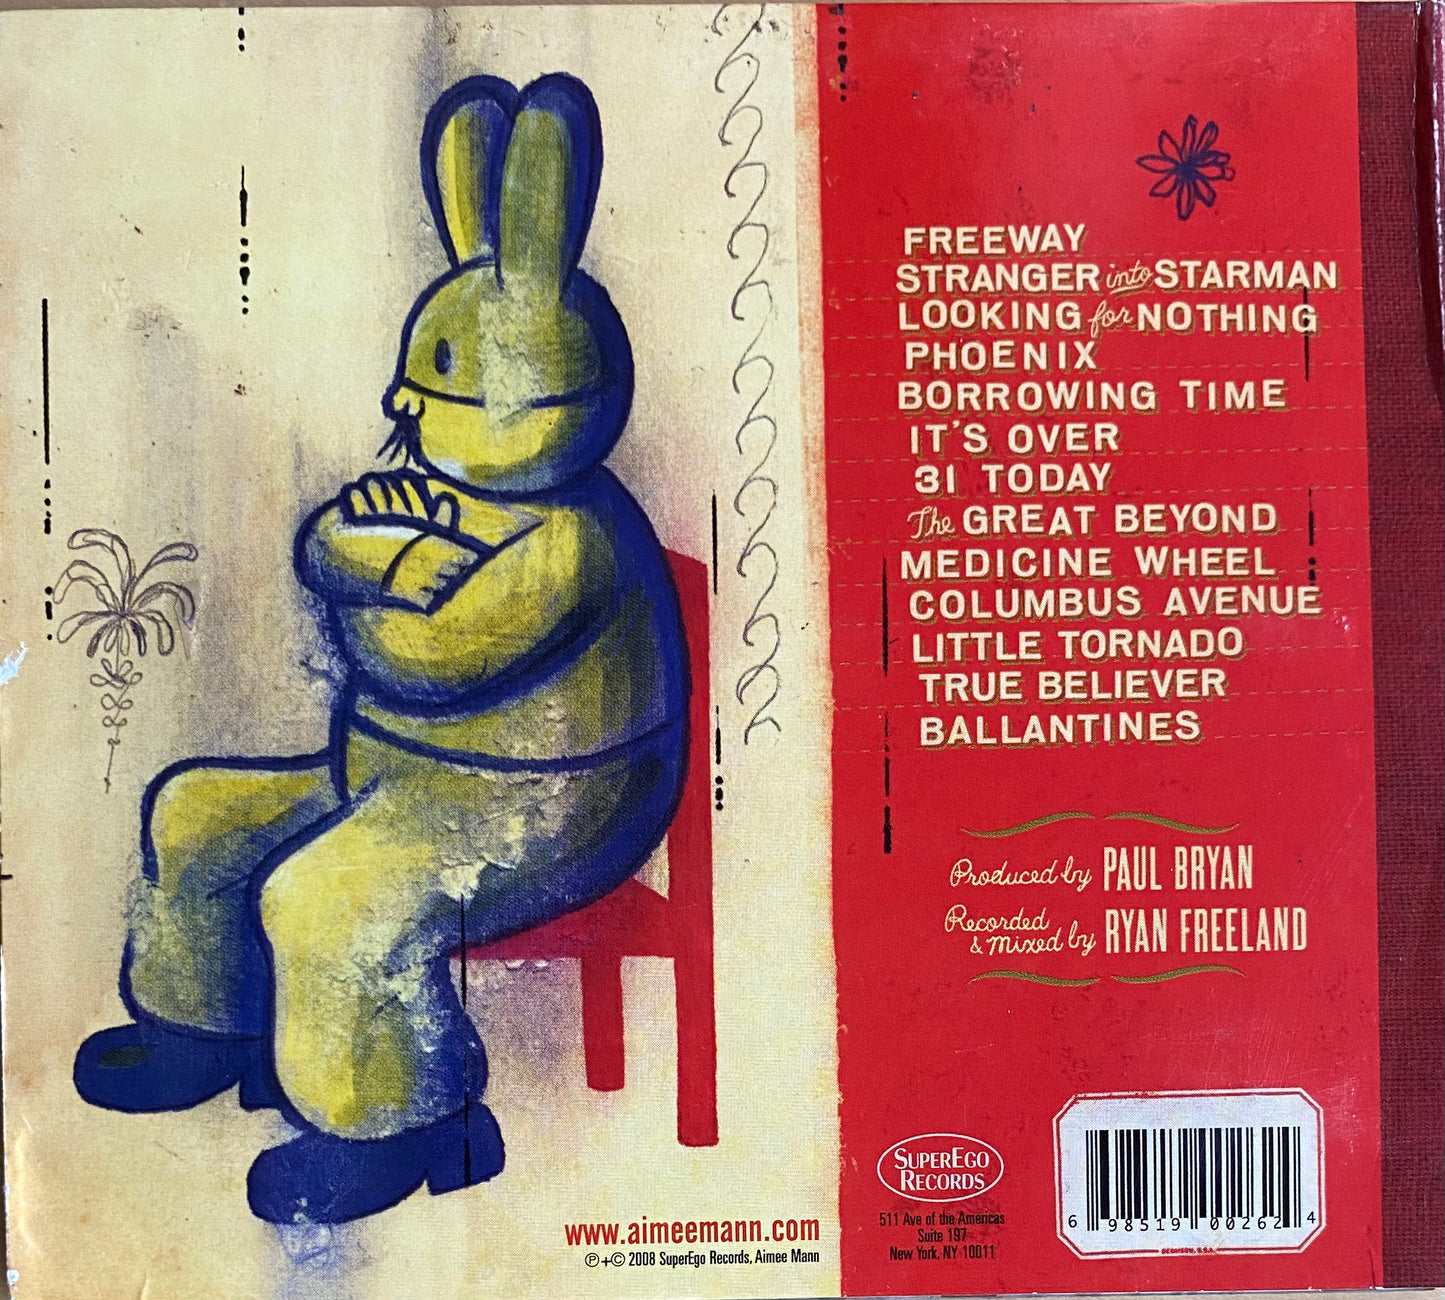 FREEWAY
STRANGER into STARMAN
LOOKING for NOTHING
PHOENIX
BORROWING TIME
IT'S OVER
31 TODAY
The GREAT BEYOND
MEDICINE WHEEL
COLUMBUS AVENUE
LITTLE TORNADO
TRUE BELIEVER
BALLANTINES
Produced by PAUL BRYAN
Recorded
& Mixed by RYAN FREELAND
www.aimeemann.com
℗+© 2008 SuperEgo Records, Aimee Mann
SUPEREGO
RECORDS
511 Ave of the Americas
Suite 197
New York, NY 10011
6 98519 00262 4